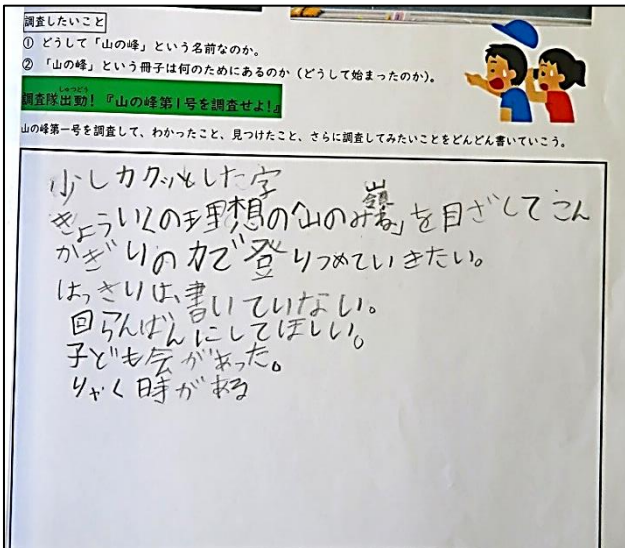 調査したいこと
① どうして「山の峰」という名前なのか。
② 「山の峰」という冊子は何のためにあるのか（どうして始まったのか）。
しゅつどう
調査隊出動！『山の峰第1号を調査せよ！』
山の峰第一号を調査して、わかったこと、見つけたこと、さらに調査してみたいことをどんどん書いていこう。
少しカクッとした字
きょういくの理想の「山のみね」を目ざしてこん
かぎりの力で登りつめていきたい。
はっきりは、書いていない。
回らんばんにしてほしい。
子ども会があった。
りゃく時がある